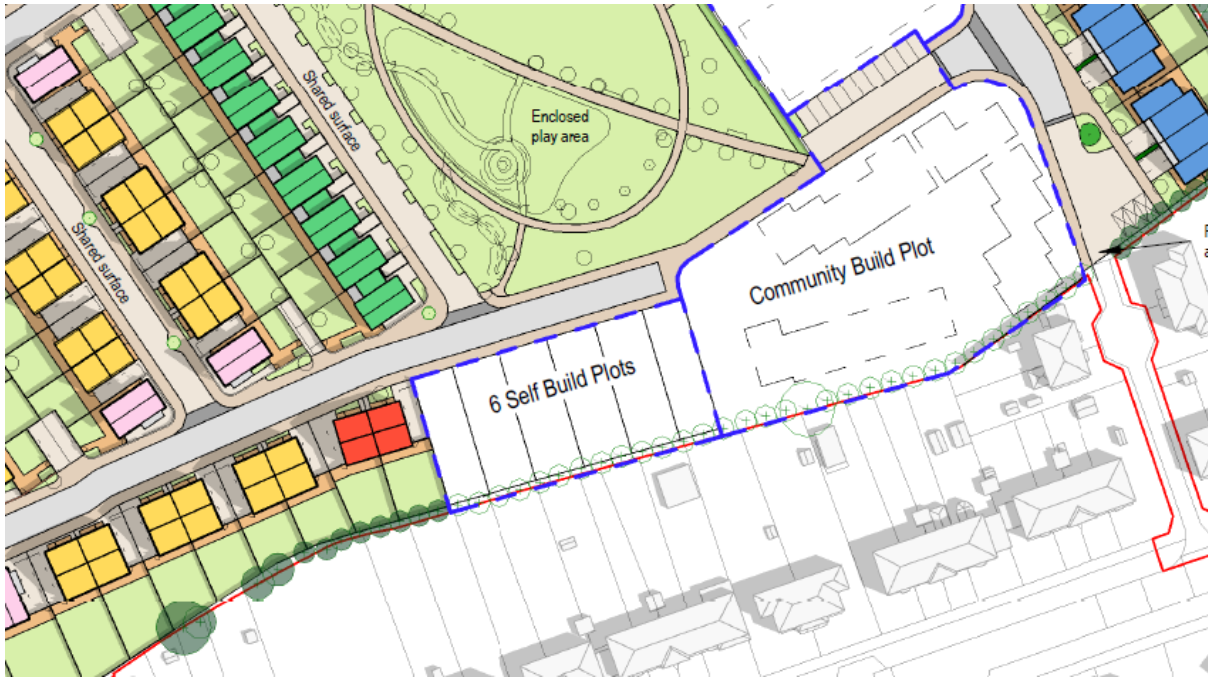 Shared surface
Enclosed
play area
Shared surface
Community Build Plot
6 Self Build Plots